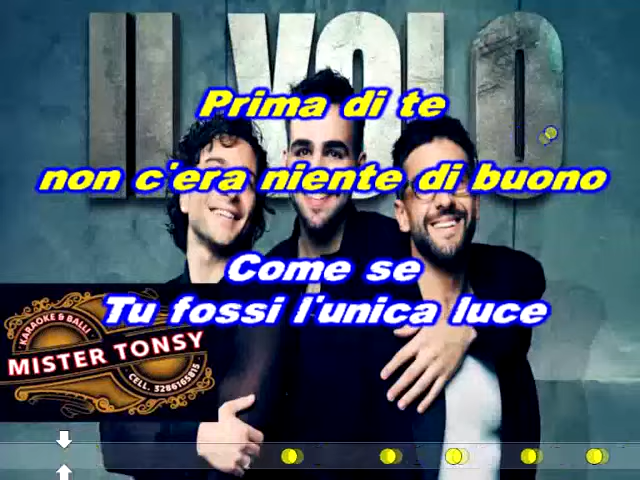 IL VOLO
Prima di te
non c'era niente di buono
Come se
Tu fossi l'unica luce
KARAOKE & BALLI
MISTER TONSY
CELL. 3286165815